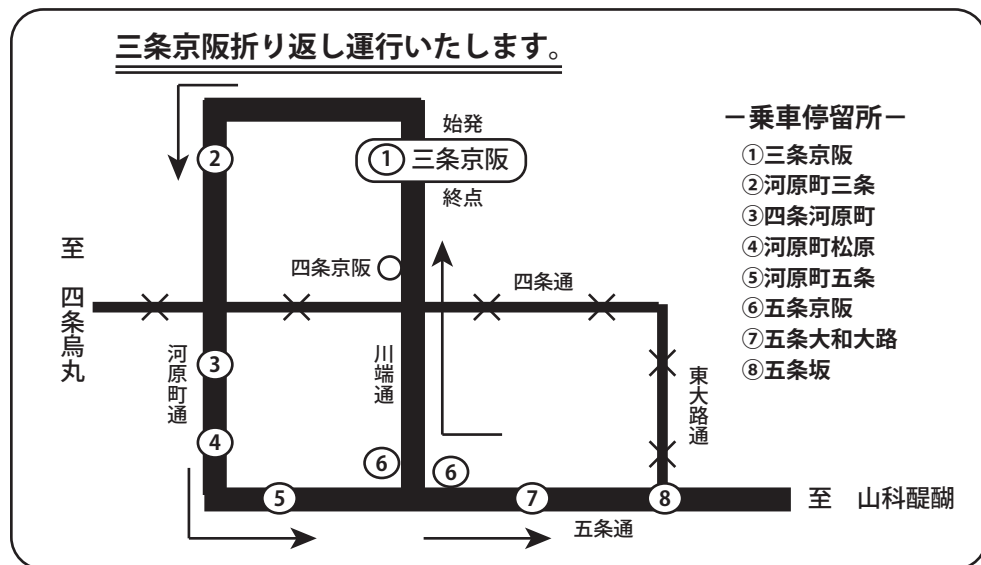 三条京阪折り返し運行いたします。
始発
①三条京阪
終点
②
至 四条烏丸
四条京阪
四条通
③
河原町通
川端通
東大路通
④
⑥
⑥
⑤
⑦
⑧
至 山科醍醐
五条通
－乗車停留所－
①三条京阪
②河原町三条
③四条河原町
④河原町松原
⑤河原町五条
⑥五条京阪
⑦五条大和大路
⑧五条坂